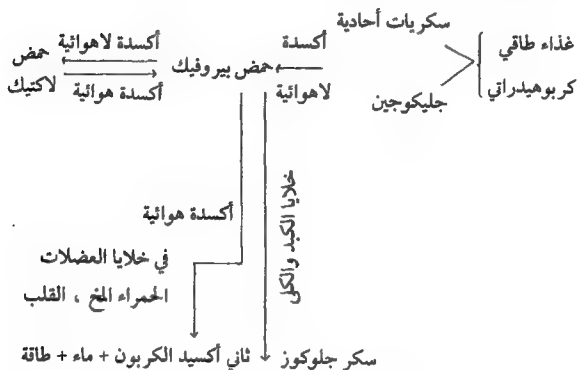 غذاء طاقي
كربوهيدراتي
سكريات أحادية
جليكوجين
أكسدة
لاهوائية
حمض بيروفيك
أكسدة لاهوائية
أكسدة هوائية
حمض
لاكتيك
خلايا الكبد والكلى
أكسدة هوائية
في خلايا العضلات
الحمراء المخ ، القلب
سكر جلوكوز
ثاني أكسيد الكربون + ماء + طاقة